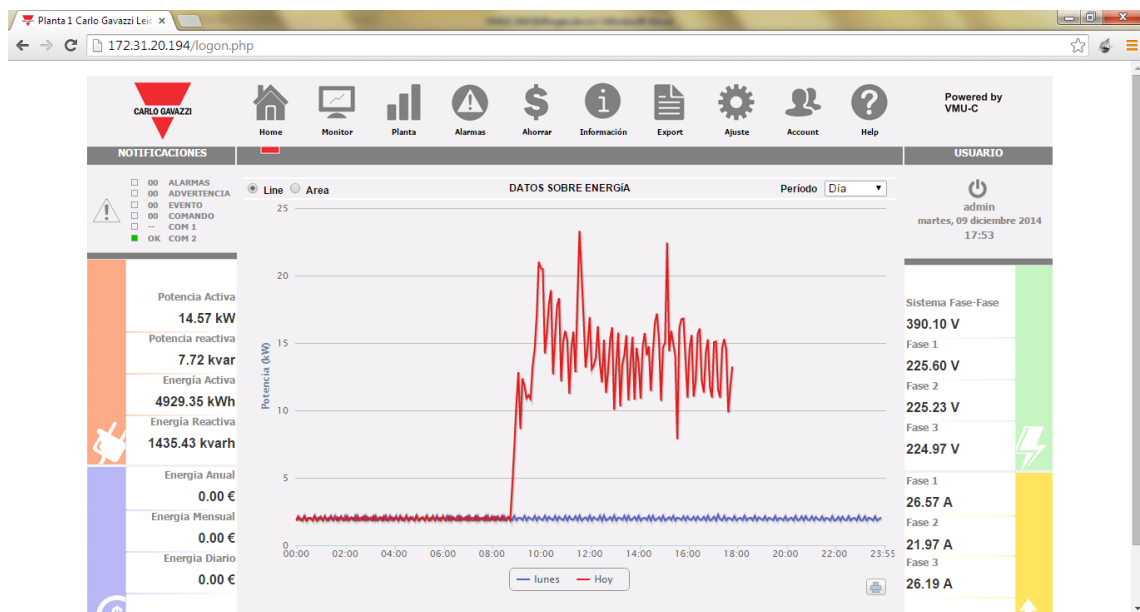 Planta 1 Carlo Gavazzi Leic
172.31.20.194/logon.php
CARLO GAVAZZI
Home
Monitor
Planta
Alarmas
Ahorrar
Información
Export
Ajuste
Account
Help
Powered by
VMU-C
NOTIFICACIONES
USUARIO
00 ALARMAS
00 ADVERTENCIA
00 EVENTO
00 COMANDO
-- COM 1
OK COM 2
Line Area
DATOS SOBRE ENERGÍA
Período Día
admin
martes, 09 diciembre 2014
17:53
Potencia Activa
14.57 kW
Potencia reactiva
7.72 kvar
Energía Activa
4929.35 kWh
Energía Reactiva
1435.43 kvarh
Energia Anual
0.00 €
Energia Mensual
0.00 €
Energia Diario
0.00 €
Potencia (kW)
25
20
15
10
5
0
00:00 02:00 04:00 06:00 08:00 10:00 12:00 14:00 16:00 18:00 20:00 22:00 23:55
lunes Hoy
Sistema Fase-Fase
390.10 V
Fase 1
225.60 V
Fase 2
225.23 V
Fase 3
224.97 V
Fase 1
26.57 A
Fase 2
21.97 A
Fase 3
26.19 A